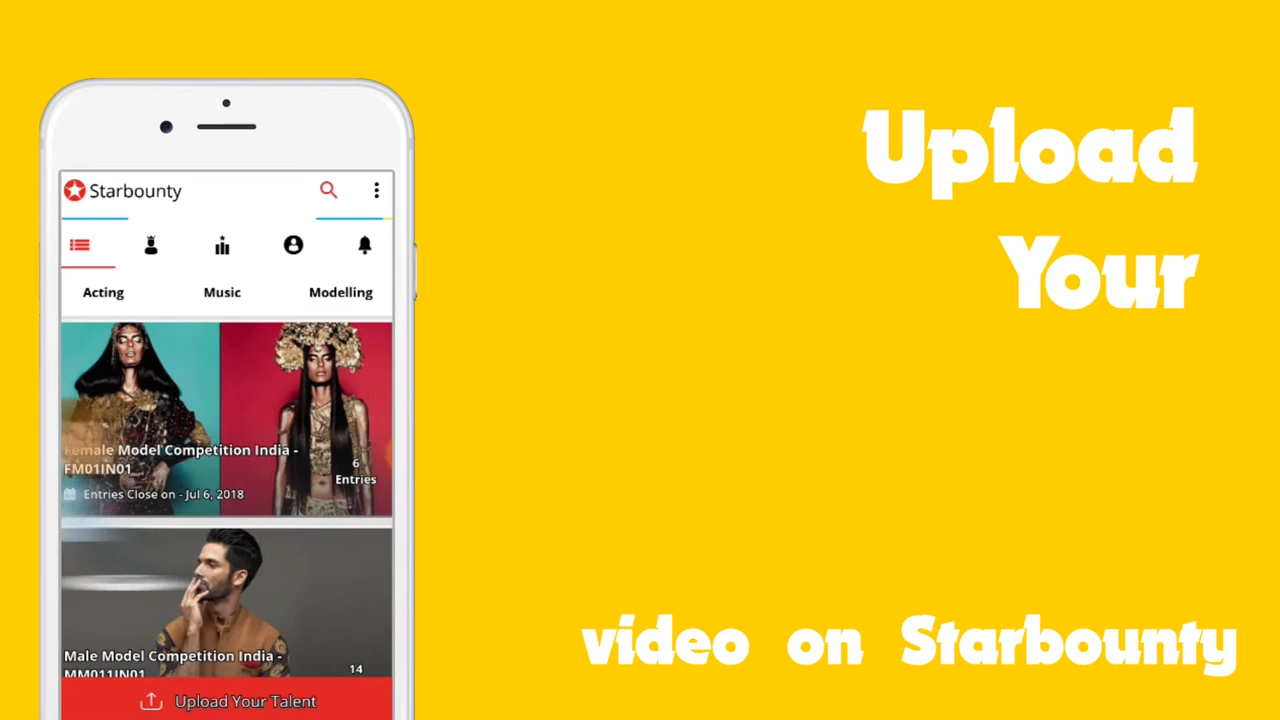 Upload
Your
video on Starbounty
Starbounty
Acting Music Modelling
Female Model Competition India -
FM01IN01
6
Entries
Entries Close on - Jul 6, 2018
Male Model Competition India -
MM011N01
14
Upload Your Talent